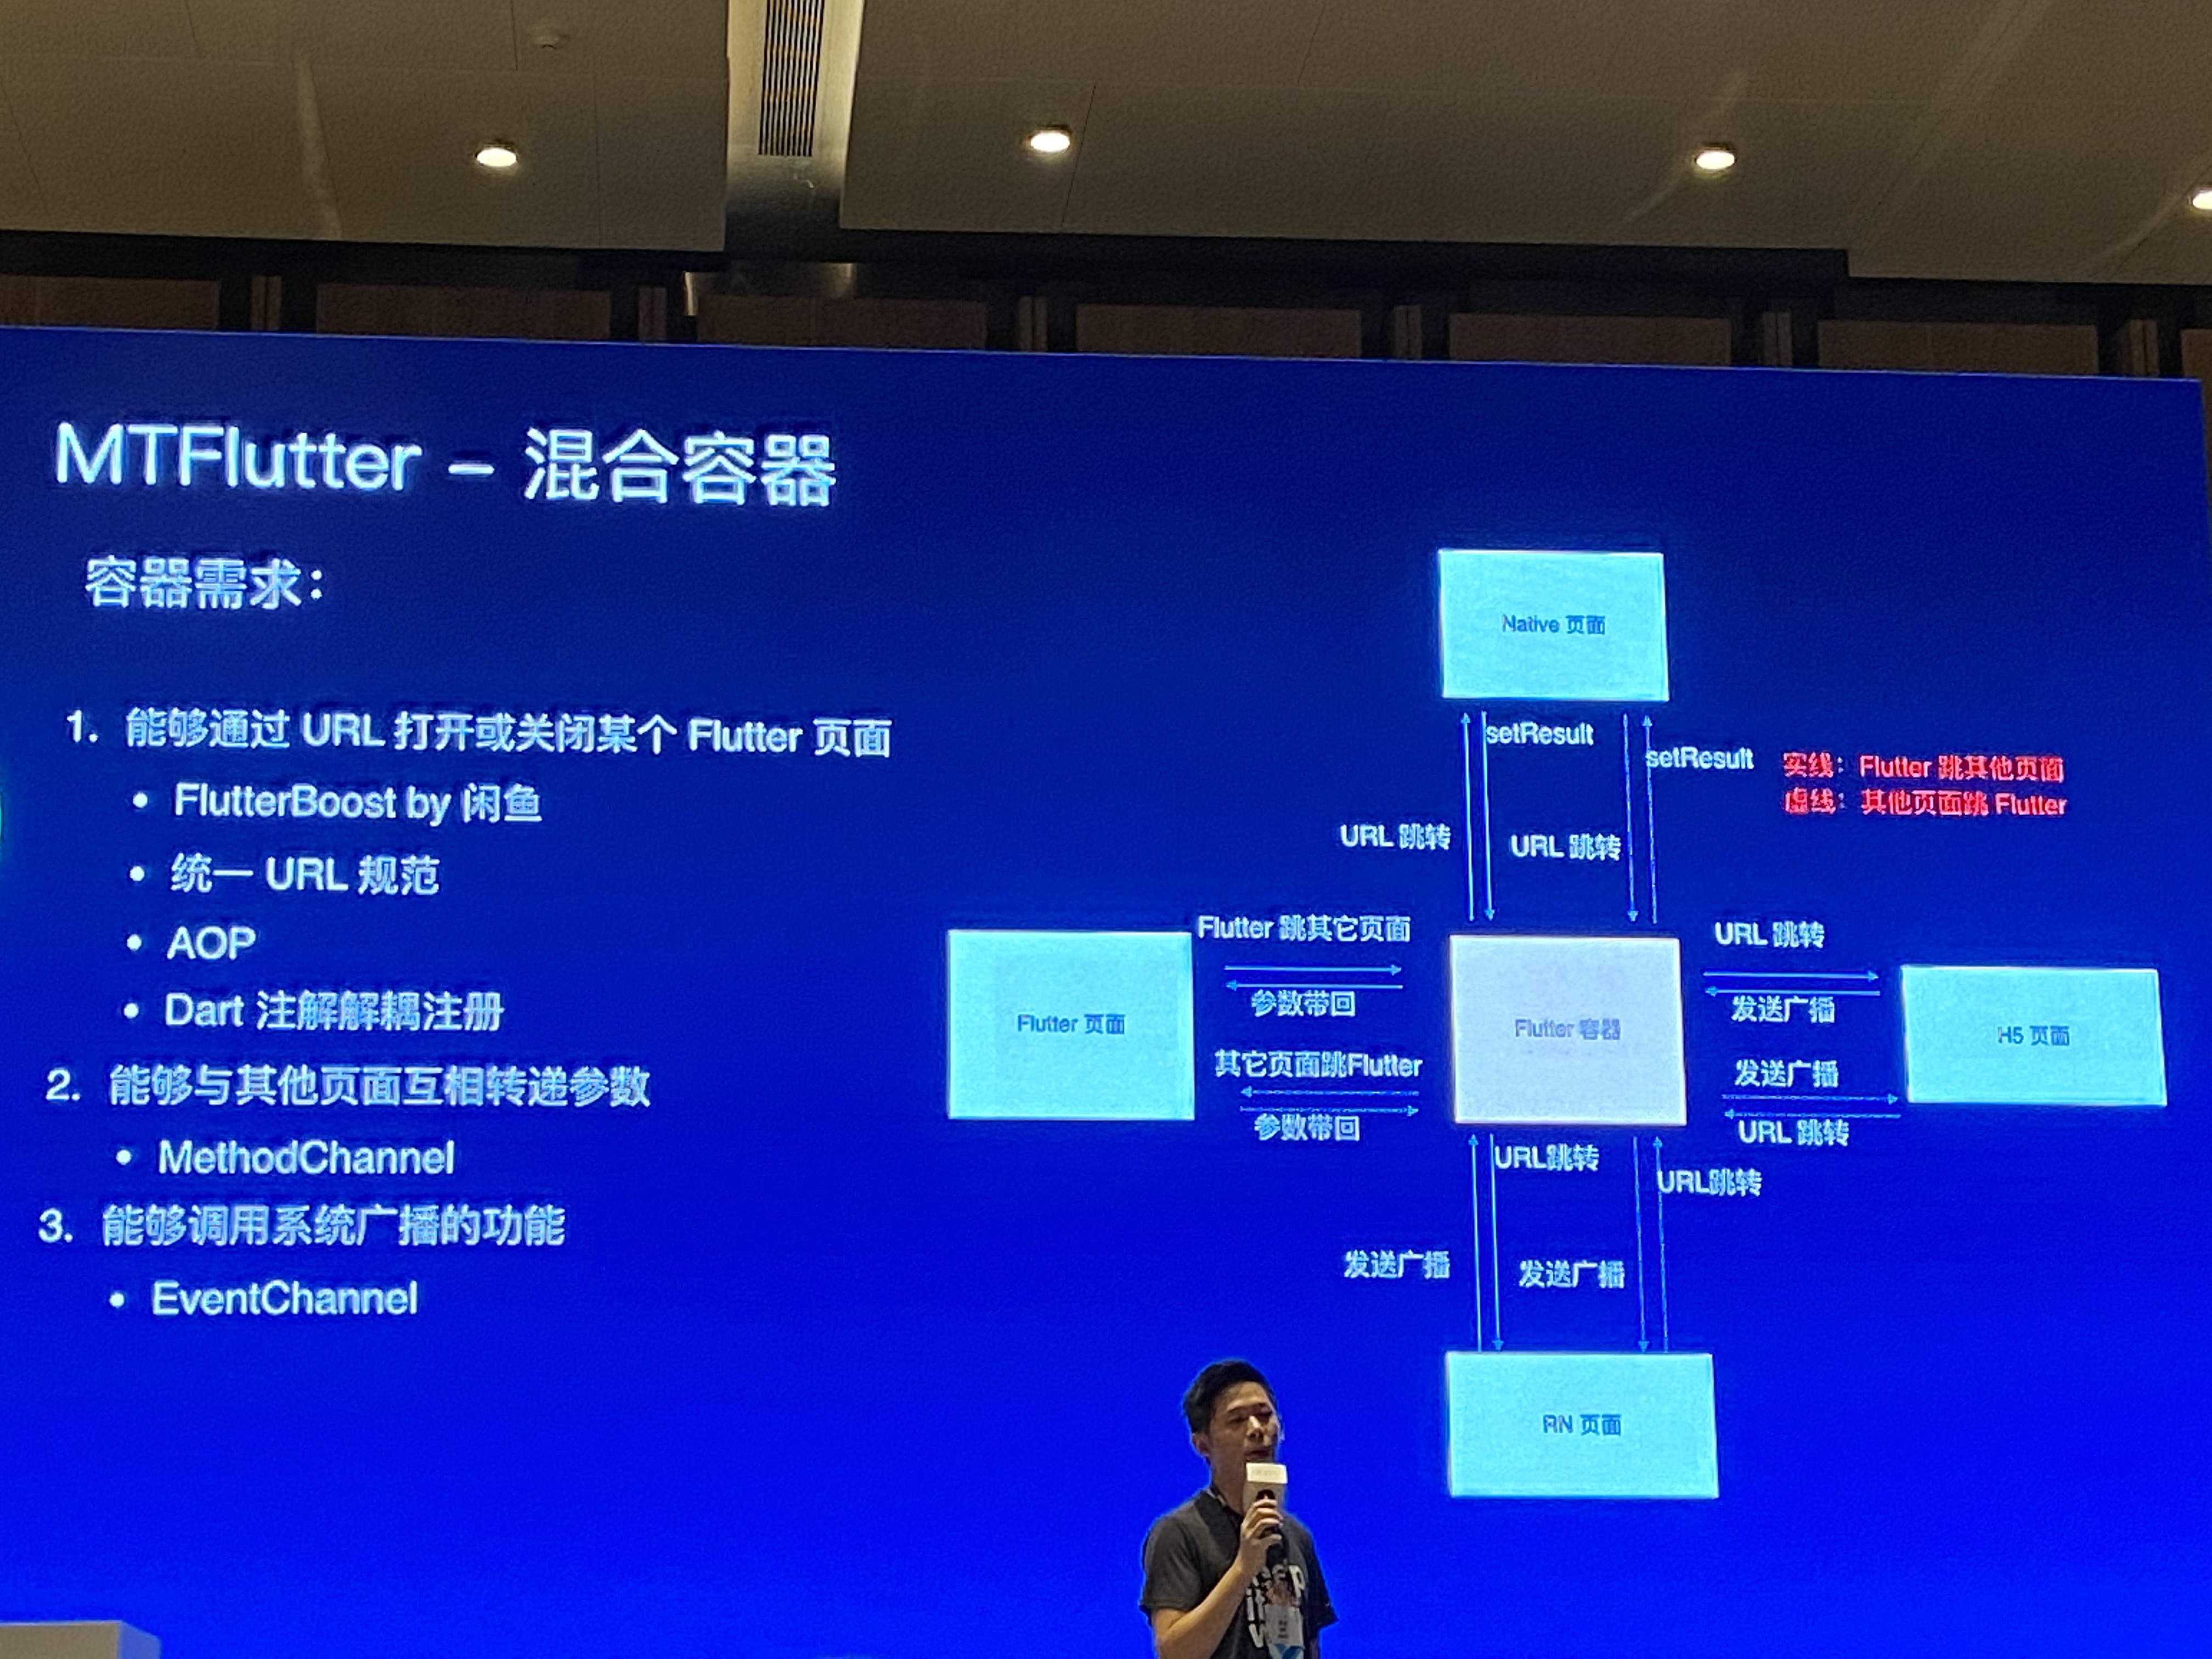 MTFlutter – 混合容器
容器需求：
1. 能够通过 URL 打开或关闭某个 Flutter 页面
• FlutterBoost by 闲鱼
• 统一 URL 规范
• AOP
• Dart 注解解耦注册
2. 能够与其他页面互相转递参数
• MethodChannel
3. 能够调用系统广播的功能
• EventChannel
Native 页面
setResult
setResult
实线：Flutter 跳其他页面
虚线：其他页面跳 Flutter
URL 跳转
URL 跳转
Flutter 跳其它页面
参数带回
Flutter 页面
其它页面跳Flutter
参数带回
Flutter 容器
URL 跳转
发送广播
H5 页面
发送广播
URL 跳转
URL跳转
URL跳转
发送广播
发送广播
RN 页面